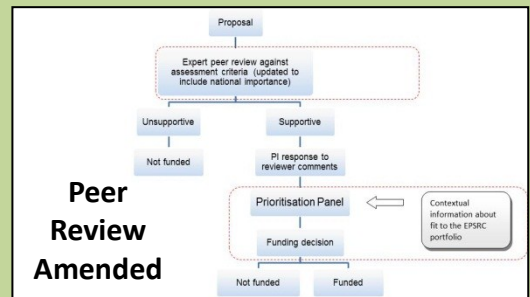 Proposal
Expert peer review against
assessment criteria (updated to
include national importance)
Unsupportive
Supportive
Not funded
PI response to
reviewer comments
Prioritisation Panel
Contextual
information about
fit to the EPSRC
portfolio
Funding decision
Not funded
Funded
Peer
Review
Amended